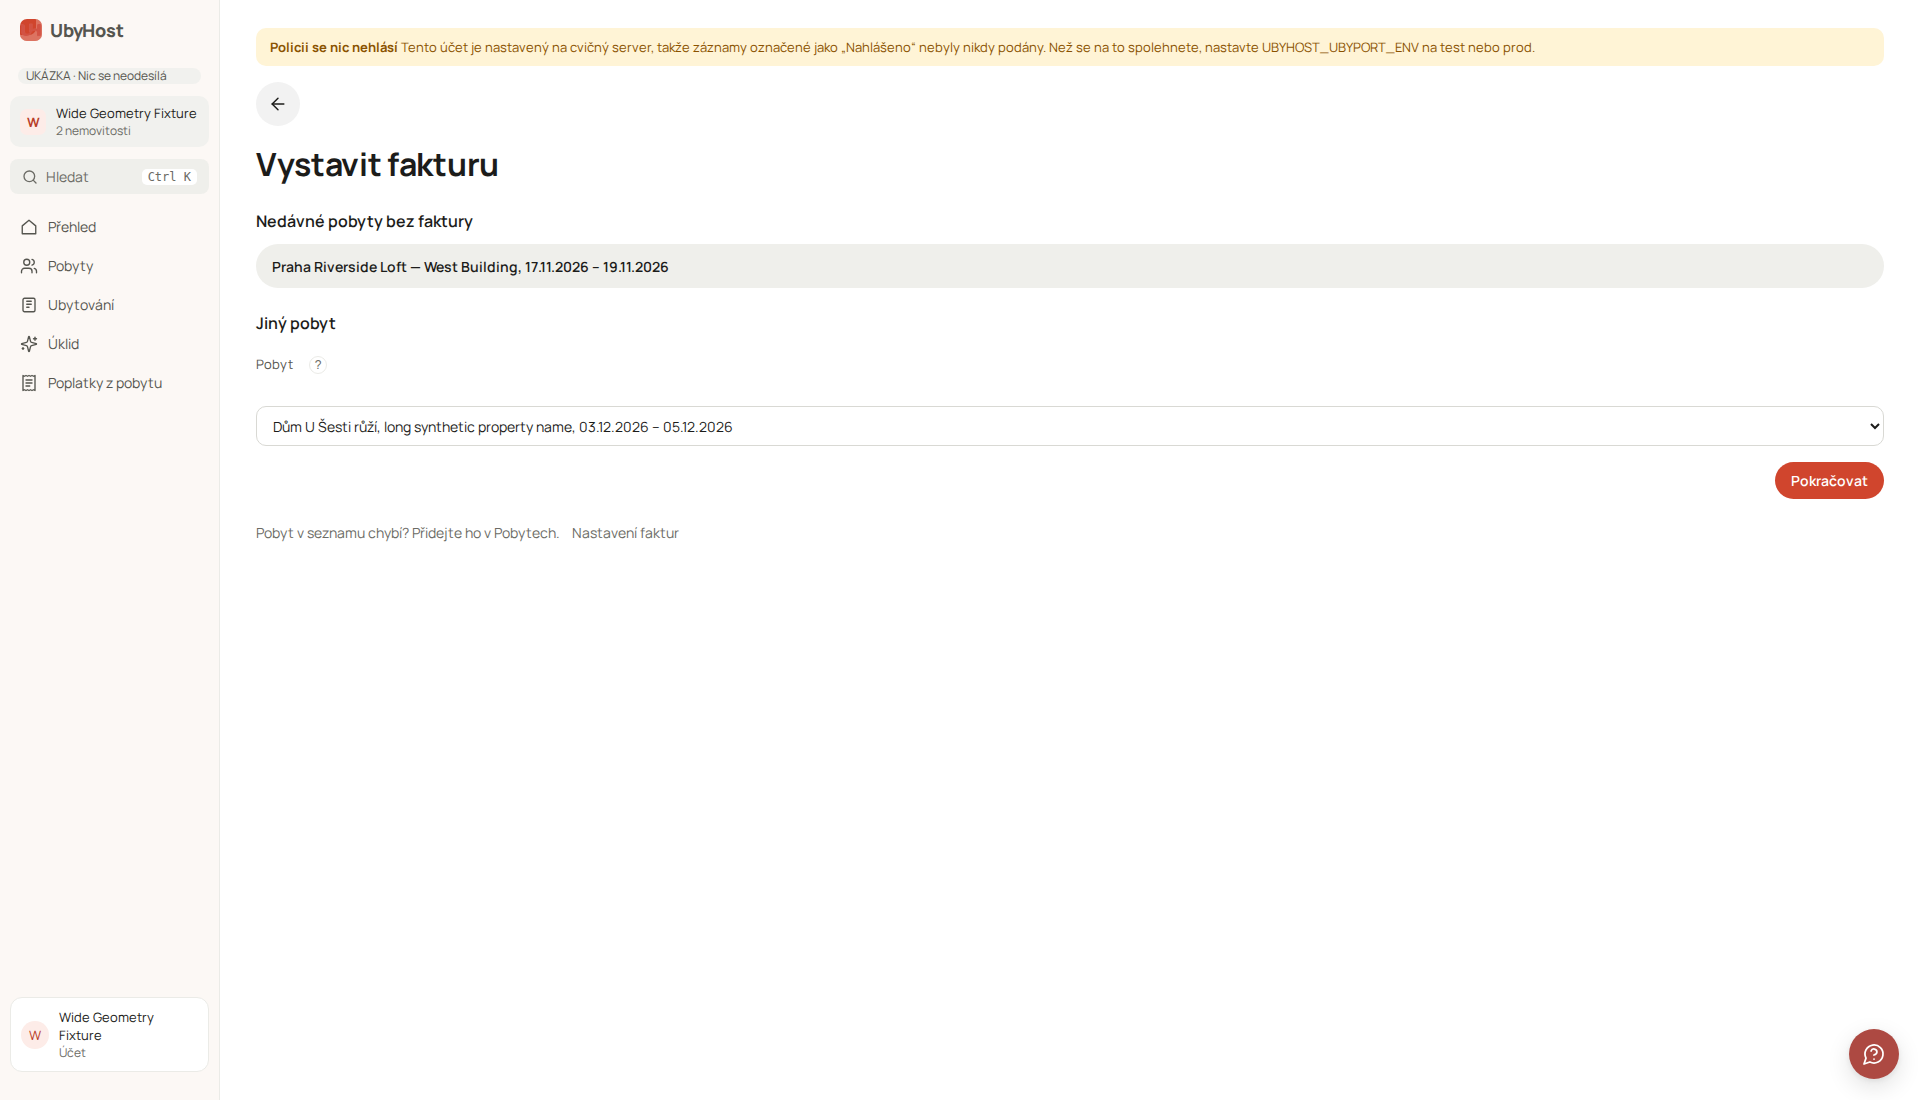 UbyHost
UKÁZKA · Nic se neodesílá
W
Wide Geometry Fixture
2 nemovitosti
Hledat
Ctrl K
Přehled
Pobyty
Ubytování
Úklid
Poplatky z pobytu
W
Wide Geometry
Fixture
Účet
Policii se nic nehlásí Tento účet je nastavený na cvičný server, takže záznamy označené jako „Nahlášeno“ nebyly nikdy podány. Než se na to spolehnete, nastavte UBYHOST_UBYPORT_ENV na test nebo prod.
Vystavit fakturu
Nedávné pobyty bez faktury
Praha Riverside Loft — West Building, 17.11.2026 – 19.11.2026
Jiný pobyt
Pobyt ?
Dům U Šesti růží, long synthetic property name, 03.12.2026 – 05.12.2026
Pokračovat
Pobyt v seznamu chybí? Přidejte ho v Pobytech. Nastavení faktur